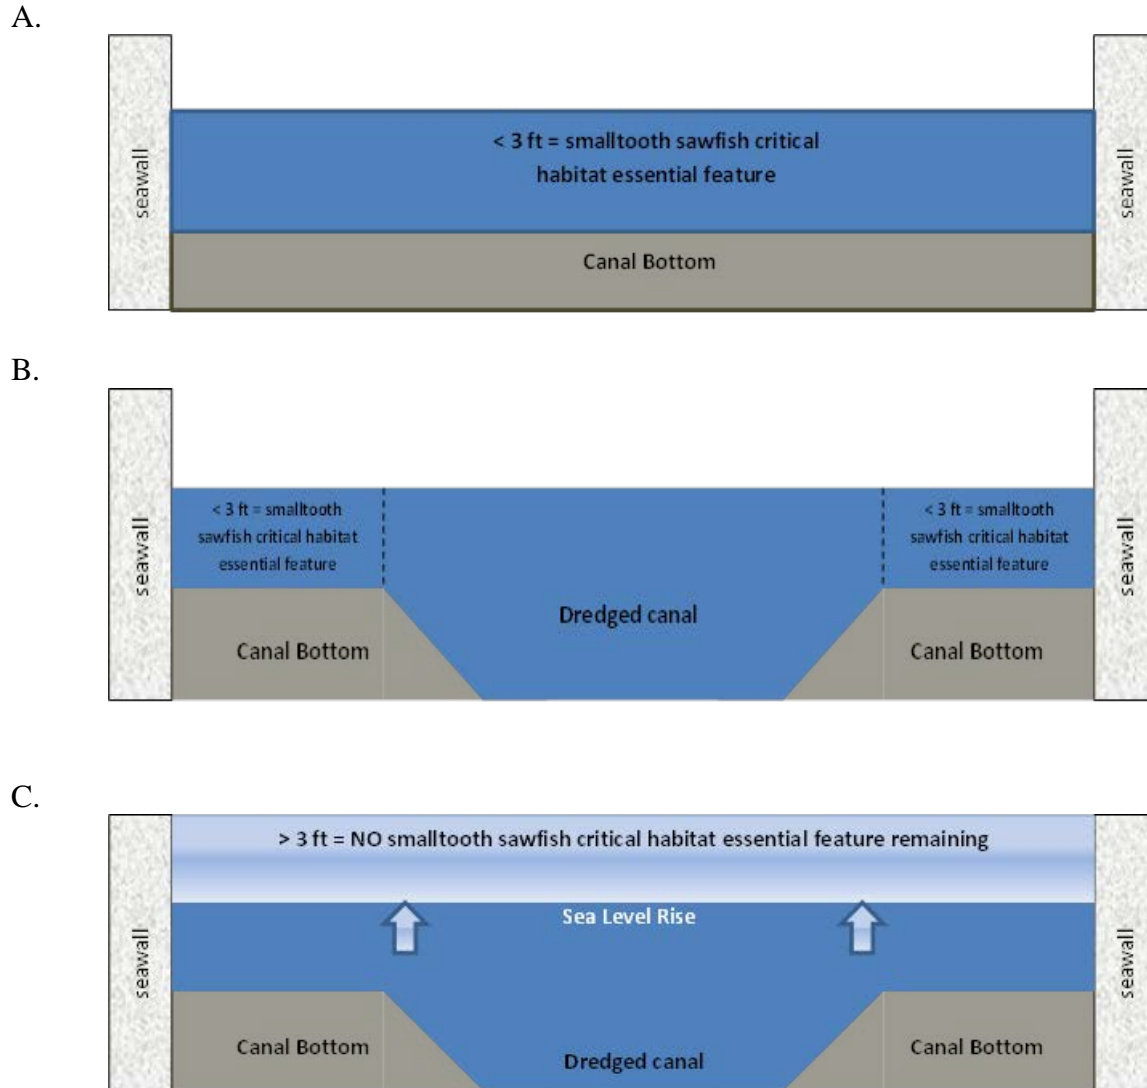 A.
seawall
< 3 ft = smalltooth sawfish critical
habitat essential feature
Canal Bottom
seawall
B.
seawall
< 3 ft = smalltooth
sawfish critical habitat
essential feature
Canal Bottom
Dredged canal
< 3 ft = smalltooth
sawfish critical habitat
essential feature
Canal Bottom
seawall
C.
seawall
> 3 ft = NO smalltooth sawfish critical habitat essential feature remaining
Sea Level Rise
Canal Bottom
Dredged canal
Canal Bottom
seawall